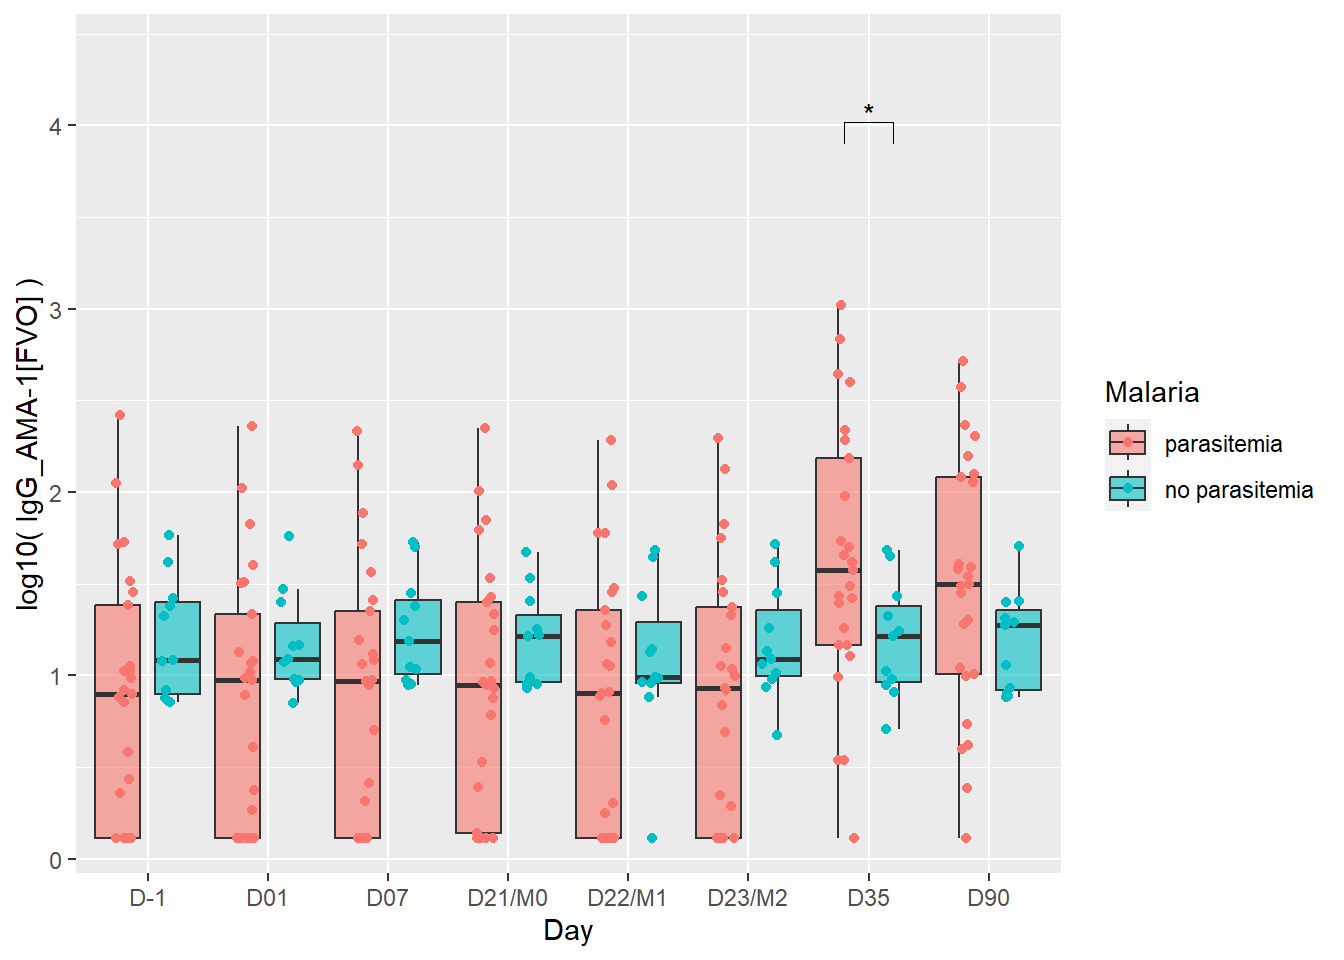 log10( IgG_AMA-1[FVO] )
4
3
2
1
0
*
D-1 D01 D07 D21/M0 D22/M1 D23/M2 D35 D90
Day
Malaria
parasitemia
no parasitemia